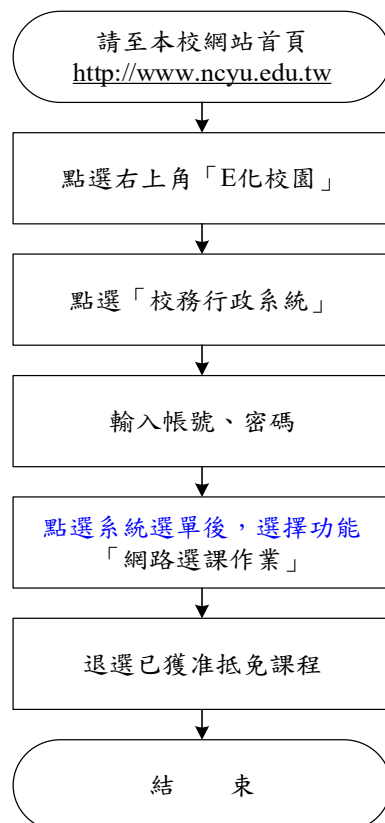 請至本校網站首頁
http://www.ncyu.edu.tw
點選右上角「E化校園」
點選「校務行政系統」
輸入帳號、密碼
點選系統選單後，選擇功能
「網路選課作業」
退選已獲准抵免課程
結　　束